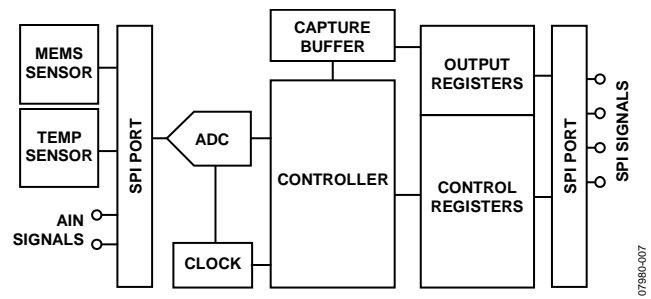 MEMS
SENSOR
TEMP
SENSOR
AIN
SIGNALS
SPI PORT
ADC
CLOCK
CAPTURE
BUFFER
CONTROLLER
OUTPUT
REGISTERS
CONTROL
REGISTERS
SPI PORT
SPI SIGNALS
07980-007